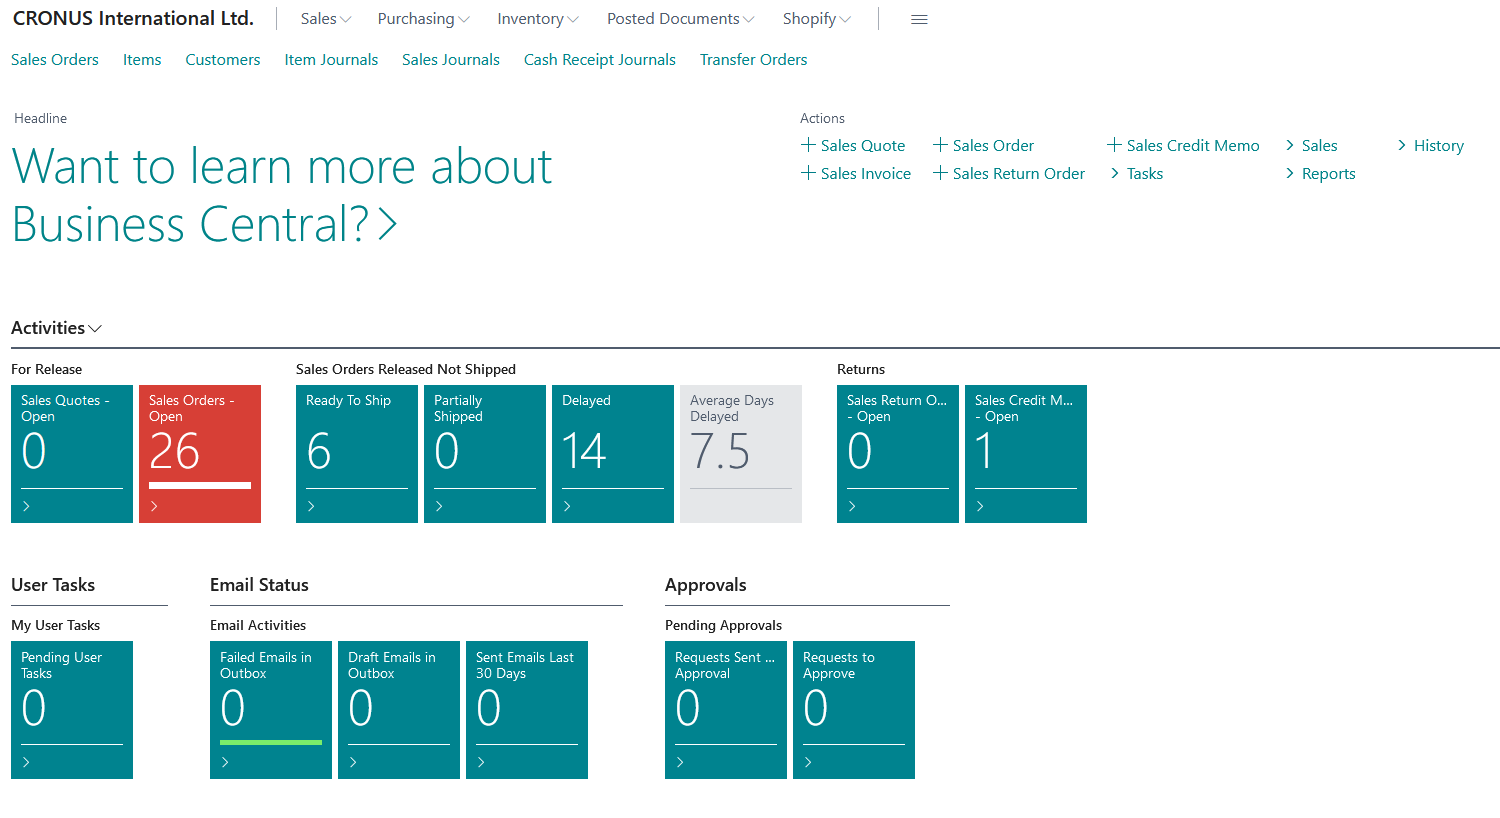 CRONUS International Ltd. Sales Purchasing Inventory Posted Documents Shopify
Sales Orders Items Customers Item Journals Sales Journals Cash Receipt Journals Transfer Orders
Headline
Want to learn more about
Business Central?
Actions
Sales Quote Sales Order Sales Credit Memo Sales History
Sales Invoice Sales Return Order Tasks Reports
Activities
For Release
Sales Quotes -
Open
0
Sales Orders -
Open
26
Sales Orders Released Not Shipped
Ready To Ship
6
Partially
Shipped
0
Delayed
14
Average Days
Delayed
7.5
Returns
Sales Return O...
- Open
0
Sales Credit M...
- Open
1
User Tasks
My User Tasks
Pending User
Tasks
0
Email Status
Email Activities
Failed Emails in
Outbox
0
Draft Emails in
Outbox
0
Sent Emails Last
30 Days
0
Approvals
Pending Approvals
Requests Sent ...
Approval
0
Requests to
Approve
0